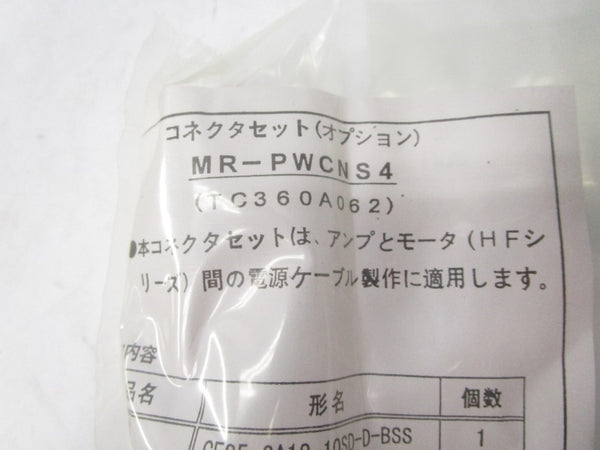 コネクタセット(オプション)
MR-PWCNS4
(TC360A062)
●本コネクタセットは、アンプとモータ(HFシ
リーズ)間の電源ケーブル製作に適用します。
内容
品名 形名 個数
10SD-D-BSS 1